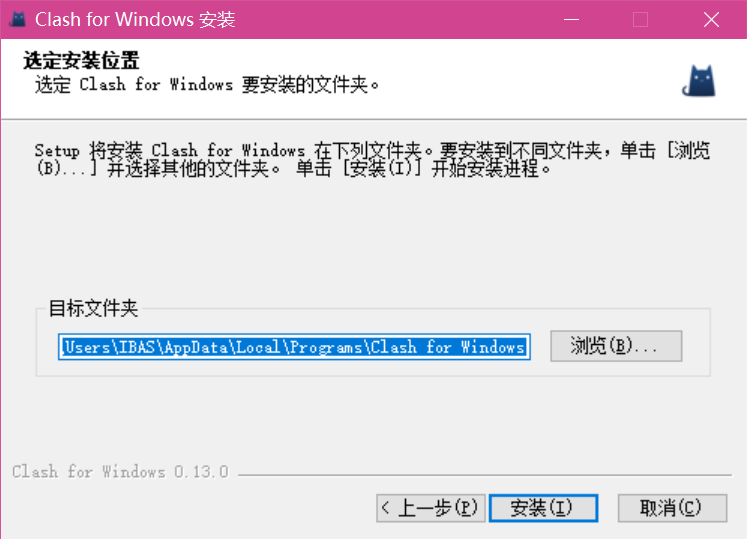 Clash for Windows 安装
选定安装位置
选定 Clash for Windows 要安装的文件夹。
Setup 将安装 Clash for Windows 在下列文件夹。要安装到不同文件夹，单击 [浏览
(B)...] 并选择其他的文件夹。 单击 [安装(I)] 开始安装进程。
目标文件夹
\Users\IBAS\AppData\Local\Programs\Clash for Windows
浏览(B)...
Clash for Windows 0.13.0
< 上一步(P)
安装(I)
取消(C)